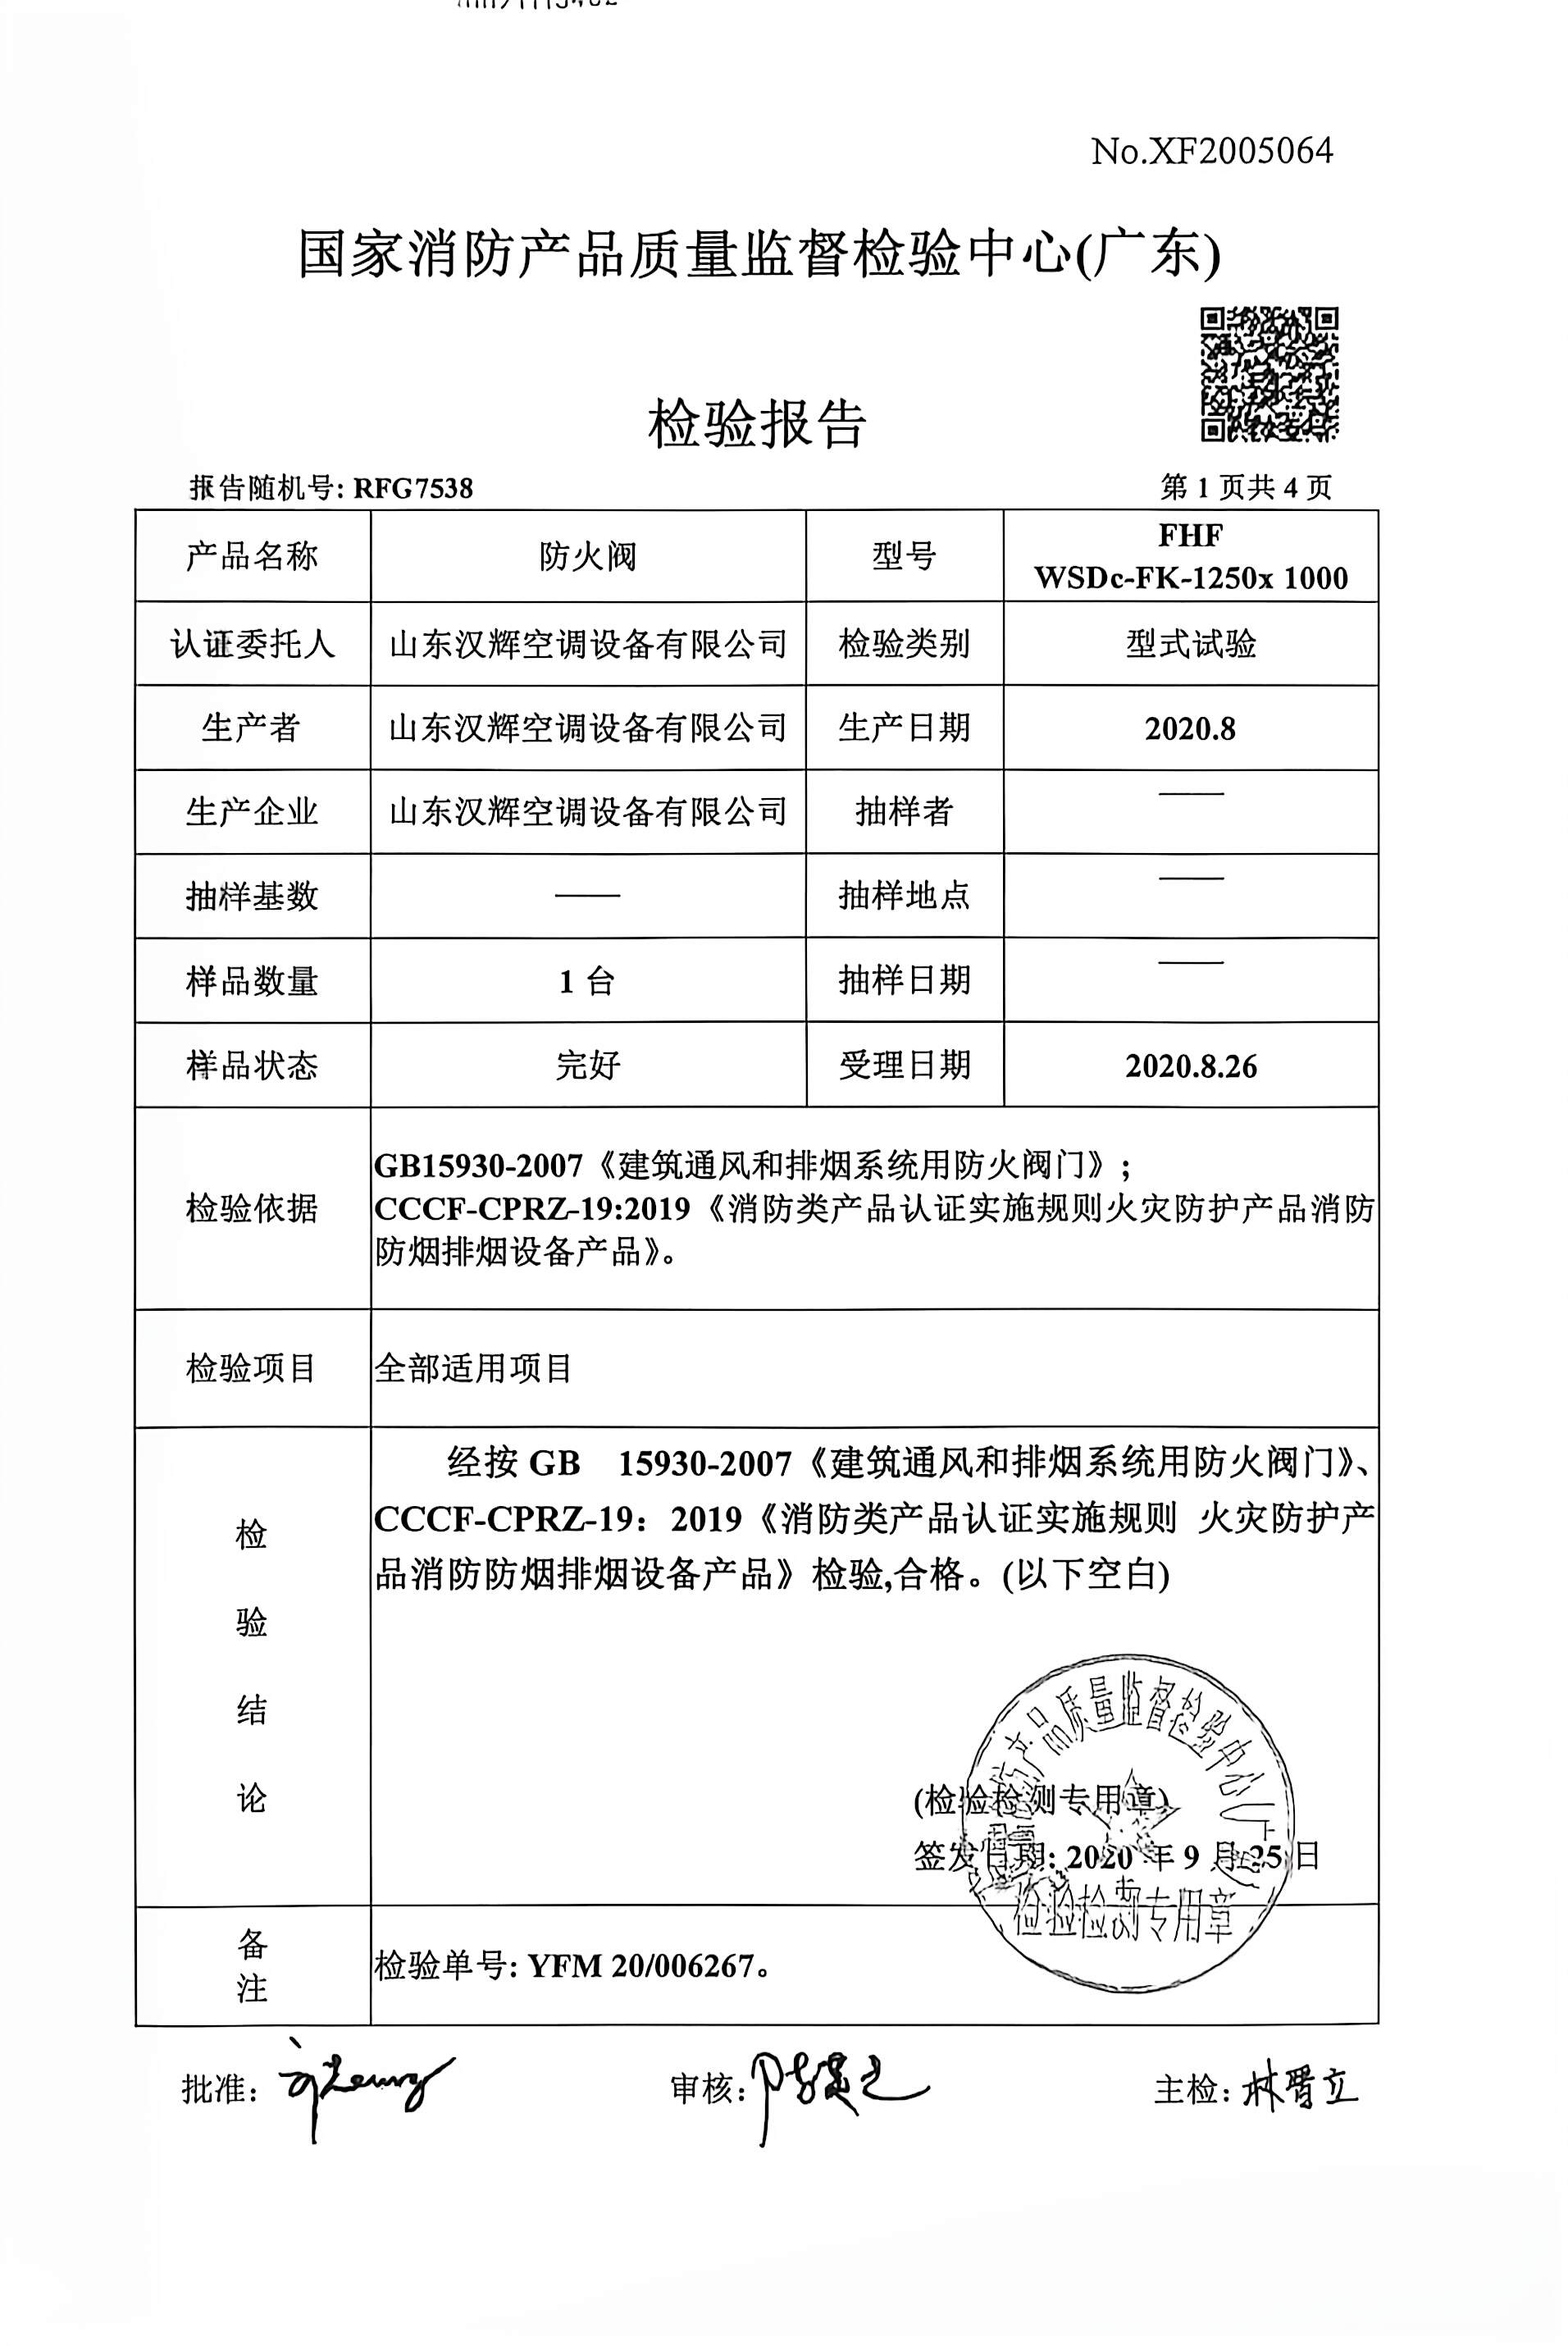 No.XF2005064
国家消防产品质量监督检验中心(广东)
检验报告
报告随机号: RFG7538
第 1 页共 4 页
产品名称 防火阀 型号 FHF
WSDc-FK-1250x 1000
认证委托人 山东汉辉空调设备有限公司 检验类别 型式试验
生产者 山东汉辉空调设备有限公司 生产日期 2020.8
生产企业 山东汉辉空调设备有限公司 抽样者 ——
抽样基数 —— 抽样地点 ——
样品数量 1 台 抽样日期 ——
样品状态 完好 受理日期 2020.8.26
检验依据
GB15930-2007《建筑通风和排烟系统用防火阀门》;
CCCF-CPRZ-19:2019《消防类产品认证实施规则火灾防护产品消防
防烟排烟设备产品》。
检验项目 全部适用项目
检
验
结
论
经按 GB 15930-2007《建筑通风和排烟系统用防火阀门》、
CCCF-CPRZ-19: 2019《消防类产品认证实施规则 火灾防护产
品消防防烟排烟设备产品》检验,合格。(以下空白)
产品质量监督检验中心
(检验检测专用章)
签发日期: 2020 年 9 月 25 日
检验检测专用章
备
注
检验单号: YFM 20/006267。
批准:
审核:
主检: 林晋立